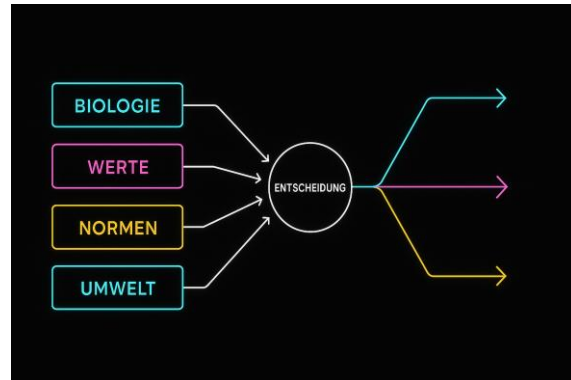 BIOLOGIE
WERTE
NORMEN
UMWELT
ENTSCHEIDUNG